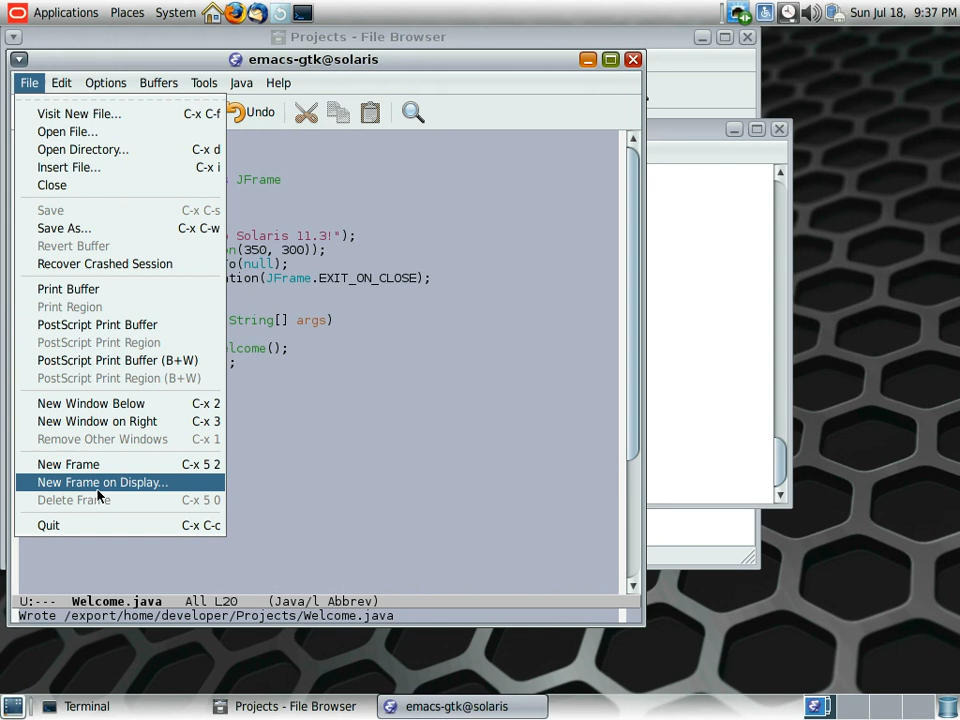 Applications Places System Sun Jul 18, 9:37 PM
Projects - File Browser
emacs-gtk@solaris
File Edit Options Buffers Tools Java Help
Undo
Visit New File... C-x C-f
Open File...
Open Directory... C-x d
Insert File... C-x i
Close
Save C-x C-s
Save As... C-x C-w
Revert Buffer
Recover Crashed Session
Print Buffer
Print Region
PostScript Print Buffer
PostScript Print Region
PostScript Print Buffer (B+W)
PostScript Print Region (B+W)
New Window Below C-x 2
New Window on Right C-x 3
Remove Other Windows C-x 1
New Frame C-x 5 2
New Frame on Display...
Delete Frame C-x 5 0
Quit C-x C-c
JFrame
Solaris 11.3!");
(350, 300));
(null);
(JFrame.EXIT_ON_CLOSE);
String[] args)
();
;
U:--- Welcome.java All L20 (Java/l Abbrev)
Wrote /export/home/developer/Projects/Welcome.java
Terminal Projects - File Browser emacs-gtk@solaris